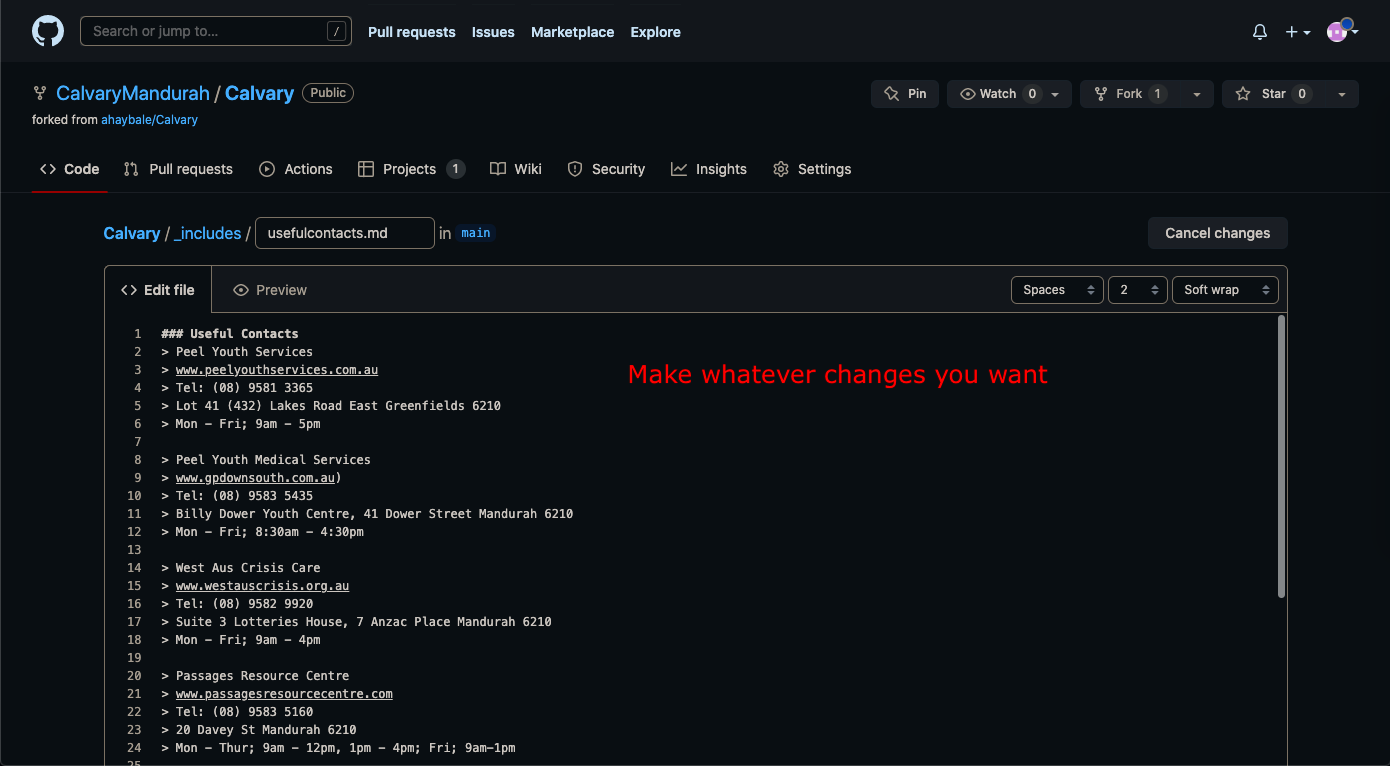 Search or jump to... /
Pull requests Issues Marketplace Explore
CalvaryMandurah / Calvary Public
Pin Watch 0 Fork 1 Star 0
forked from ahaybale/Calvary
Code Pull requests Actions Projects 1 Wiki Security Insights Settings
Calvary / _includes / usefulcontacts.md in main Cancel changes
<> Edit file Preview Spaces 2 Soft wrap
1 ### Useful Contacts
2 > Peel Youth Services
3 > www.peelyouthservices.com.au
Make whatever changes you want
4 > Tel: (08) 9581 3365
5 > Lot 41 (432) Lakes Road East Greenfields 6210
6 > Mon - Fri; 9am - 5pm
7
8 > Peel Youth Medical Services
9 > www.gpdownsouth.com.au)
10 > Tel: (08) 9583 5435
11 > Billy Dower Youth Centre, 41 Dower Street Mandurah 6210
12 > Mon - Fri; 8:30am - 4:30pm
13
14 > West Aus Crisis Care
15 > www.westauscrisis.org.au
16 > Tel: (08) 9582 9920
17 > Suite 3 Lotteries House, 7 Anzac Place Mandurah 6210
18 > Mon - Fri; 9am - 4pm
19
20 > Passages Resource Centre
21 > www.passagesresourcecentre.com
22 > Tel: (08) 9583 5160
23 > 20 Davey St Mandurah 6210
24 > Mon - Thur; 9am - 12pm, 1pm - 4pm; Fri; 9am-1pm
25